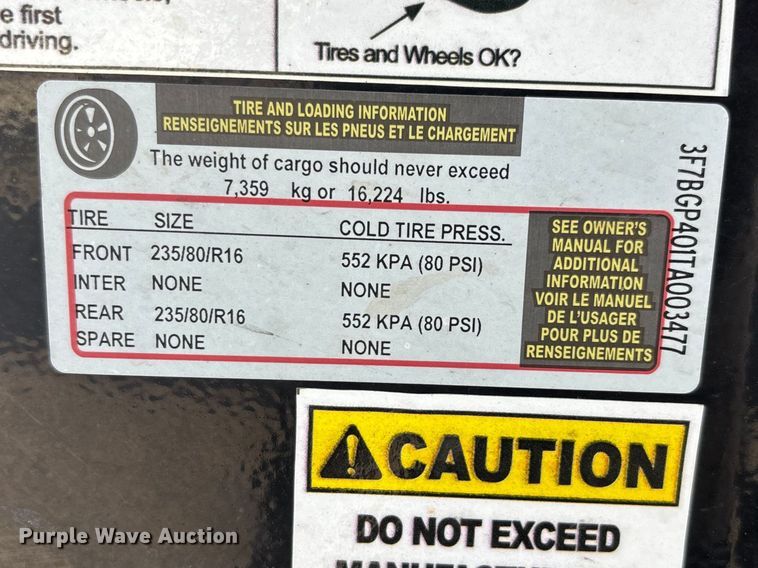 e first
driving.
Tires and Wheels OK?
TIRE AND LOADING INFORMATION
RENSEIGNEMENTS SUR LES PNEUS ET LE CHARGEMENT
The weight of cargo should never exceed
7,359 kg or 16,224 lbs.
TIRE SIZE COLD TIRE PRESS.
FRONT 235/80/R16 552 KPA (80 PSI)
INTER NONE NONE
REAR 235/80/R16 552 KPA (80 PSI)
SPARE NONE NONE
SEE OWNER'S
MANUAL FOR
ADDITIONAL
INFORMATION
VOIR LE MANUEL
DE L'USAGER
POUR PLUS DE
RENSEIGNEMENTS
3F7BGP401TA003477
CAUTION
DO NOT EXCEED
Purple Wave Auction